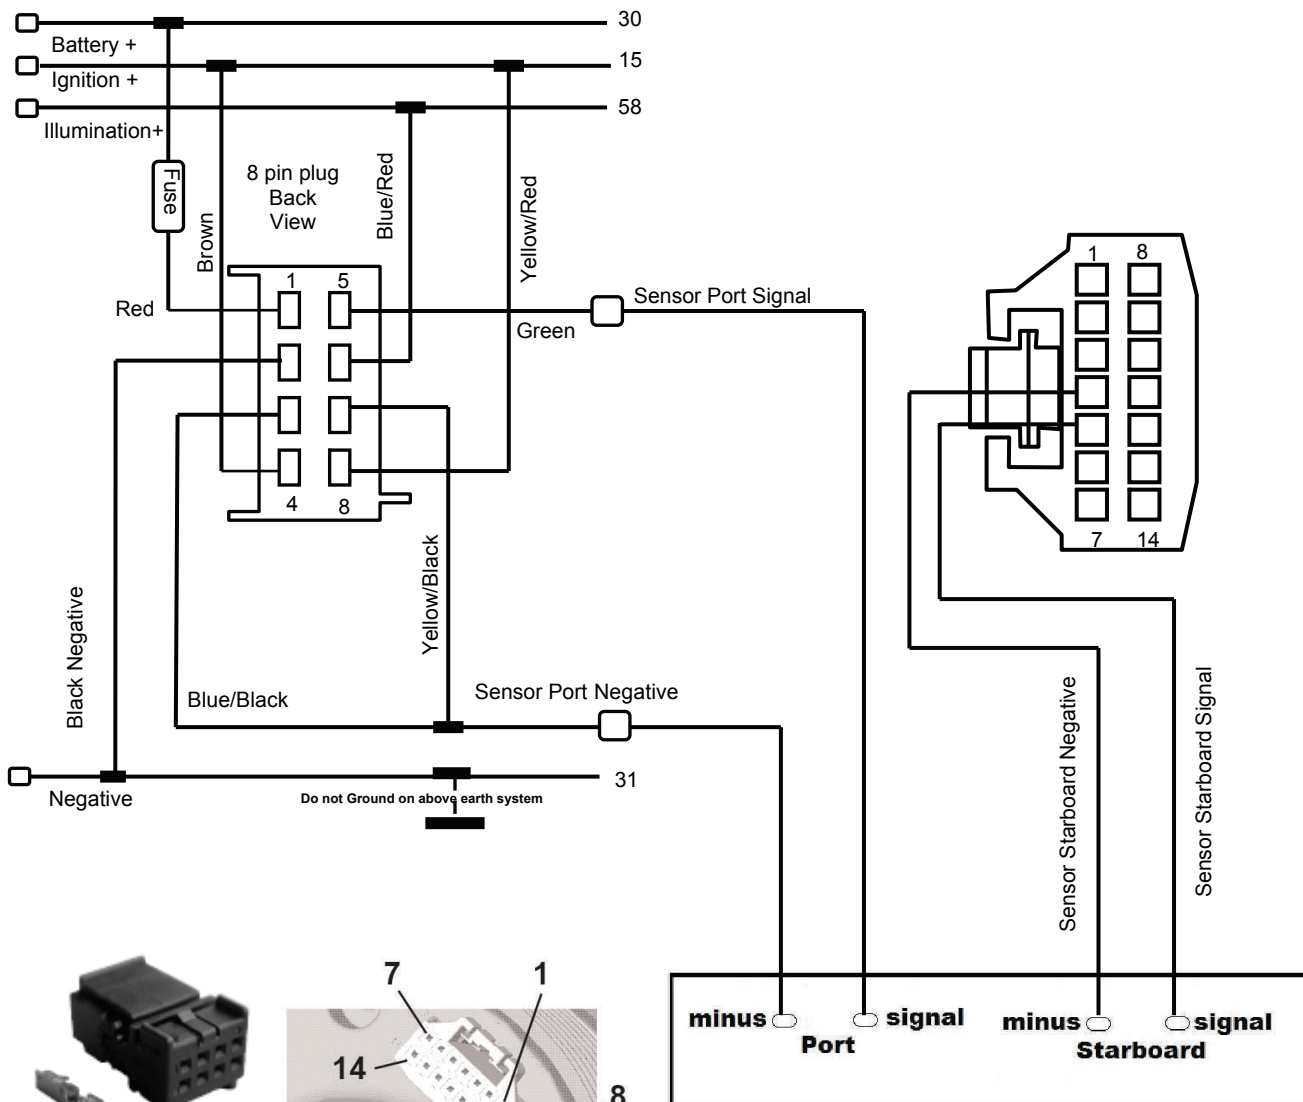 30
Battery +
15
Ignition +
58
Illumination+
Fuse
8 pin plug
Back
View
Brown
Blue/Red
Yellow/Red
1 5
Red
Sensor Port Signal
Green
4 8
1 8
7 14
Black Negative
Yellow/Black
Blue/Black
Sensor Port Negative
Sensor Starboard Negative
Sensor Starboard Signal
31
Negative
Do not Ground on above earth system
7 1
14
8
minus signal
Port
minus signal
Starboard